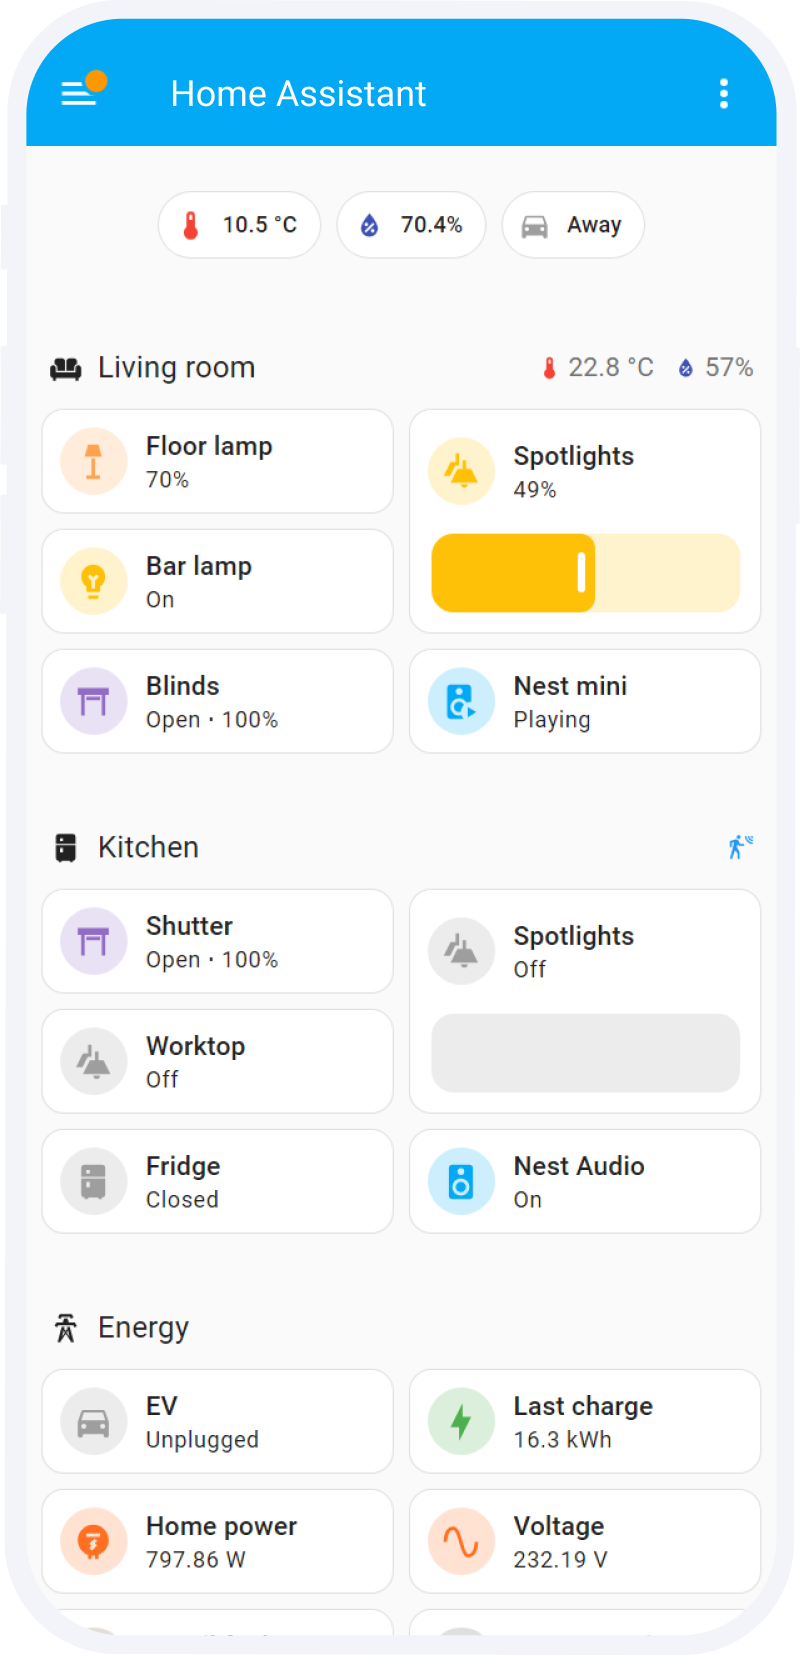 Home Assistant
10.5 °C
70.4%
Away
Living room
22.8 °C
57%
Floor lamp
70%
Spotlights
49%
Bar lamp
On
Blinds
Open · 100%
Nest mini
Playing
Kitchen
Shutter
Open · 100%
Spotlights
Off
Worktop
Off
Fridge
Closed
Nest Audio
On
Energy
EV
Unplugged
Last charge
16.3 kWh
Home power
797.86 W
Voltage
232.19 V